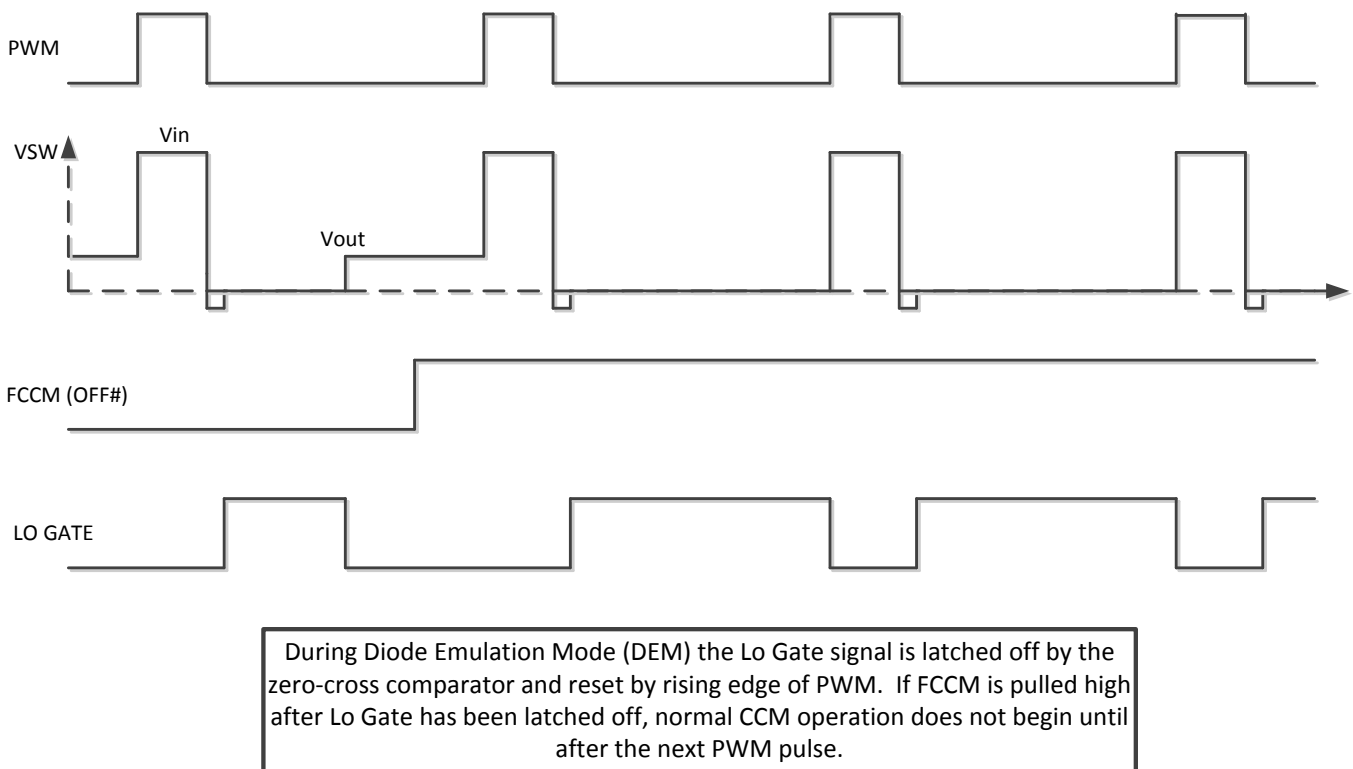 PWM
Vin
VSW
Vout
FCCM (OFF#)
LO GATE
During Diode Emulation Mode (DEM) the Lo Gate signal is latched off by the
zero-cross comparator and reset by rising edge of PWM. If FCCM is pulled high
after Lo Gate has been latched off, normal CCM operation does not begin until
after the next PWM pulse.